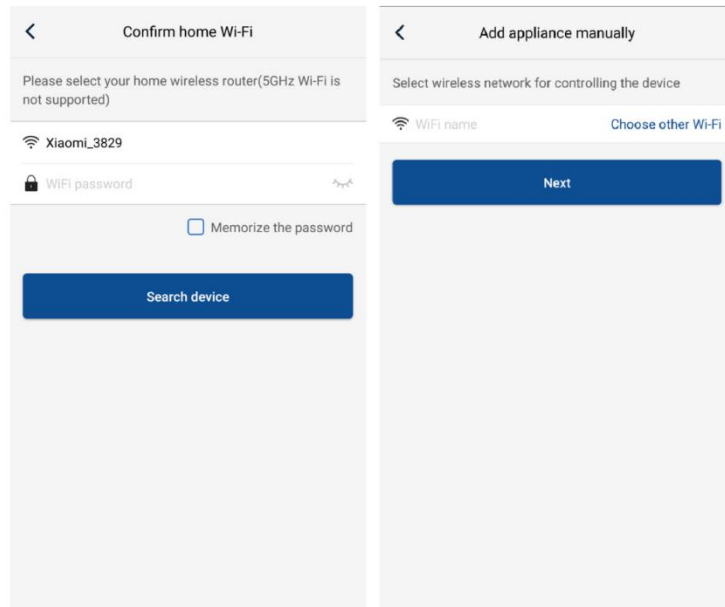 Confirm home Wi-Fi
Please select your home wireless router(5GHz Wi-Fi is
not supported)
Xiaomi_3829
WiFi password
Memorize the password
Search device
Add appliance manually
Select wireless network for controlling the device
WiFi name
Choose other Wi-Fi
Next